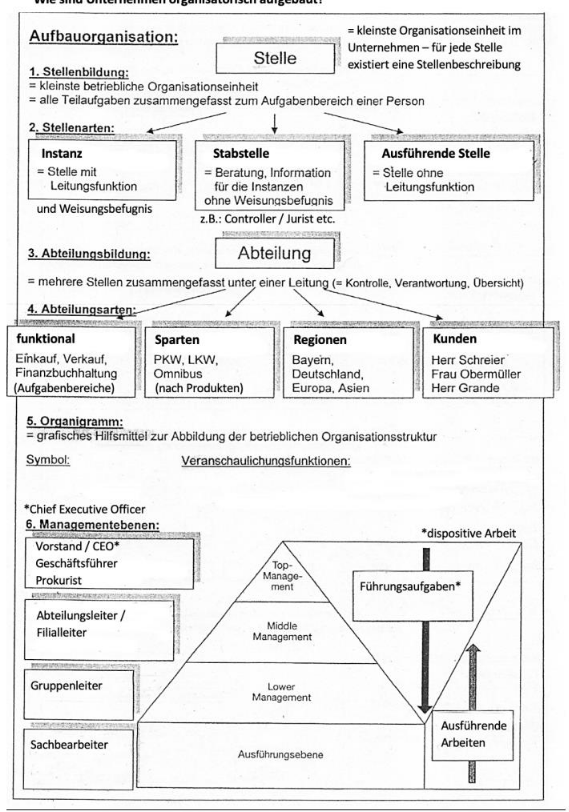 Wie sind Unternehmen organisatorisch aufgebaut?
Aufbauorganisation:
Stelle
= kleinste Organisationseinheit im
Unternehmen – für jede Stelle
existiert eine Stellenbeschreibung
1. Stellenbildung:
= kleinste betriebliche Organisationseinheit
= alle Teilaufgaben zusammengefasst zum Aufgabenbereich einer Person
2. Stellenarten:
Instanz
= Stelle mit
Leitungsfunktion
und Weisungsbefugnis
Stabstelle
= Beratung, Information
für die Instanzen
ohne Weisungsbefugnis
z.B.: Controller / Jurist etc.
Ausführende Stelle
= Stelle ohne
Leitungsfunktion
3. Abteilungsbildung:
Abteilung
= mehrere Stellen zusammengefasst unter einer Leitung (= Kontrolle, Verantwortung, Übersicht)
4. Abteilungsarten:
funktional
Einkauf, Verkauf,
Finanzbuchhaltung
(Aufgabenbereiche)
Sparten
PKW, LKW,
Omnibus
(nach Produkten)
Regionen
Bayern,
Deutschland,
Europa, Asien
Kunden
Herr Schreier
Frau Obermüller
Herr Grande
5. Organigramm:
= grafisches Hilfsmittel zur Abbildung der betrieblichen Organisationsstruktur
Symbol:
Veranschaulichungsfunktionen:
*Chief Executive Officer
6. Managementebenen:
*dispositive Arbeit
Vorstand / CEO*
Geschäftsführer
Prokurist
Top-
Manage-
ment
Führungsaufgaben*
Abteilungsleiter /
Filialleiter
Middle
Management
Gruppenleiter
Lower
Management
Ausführende
Arbeiten
Sachbearbeiter
Ausführungsebene